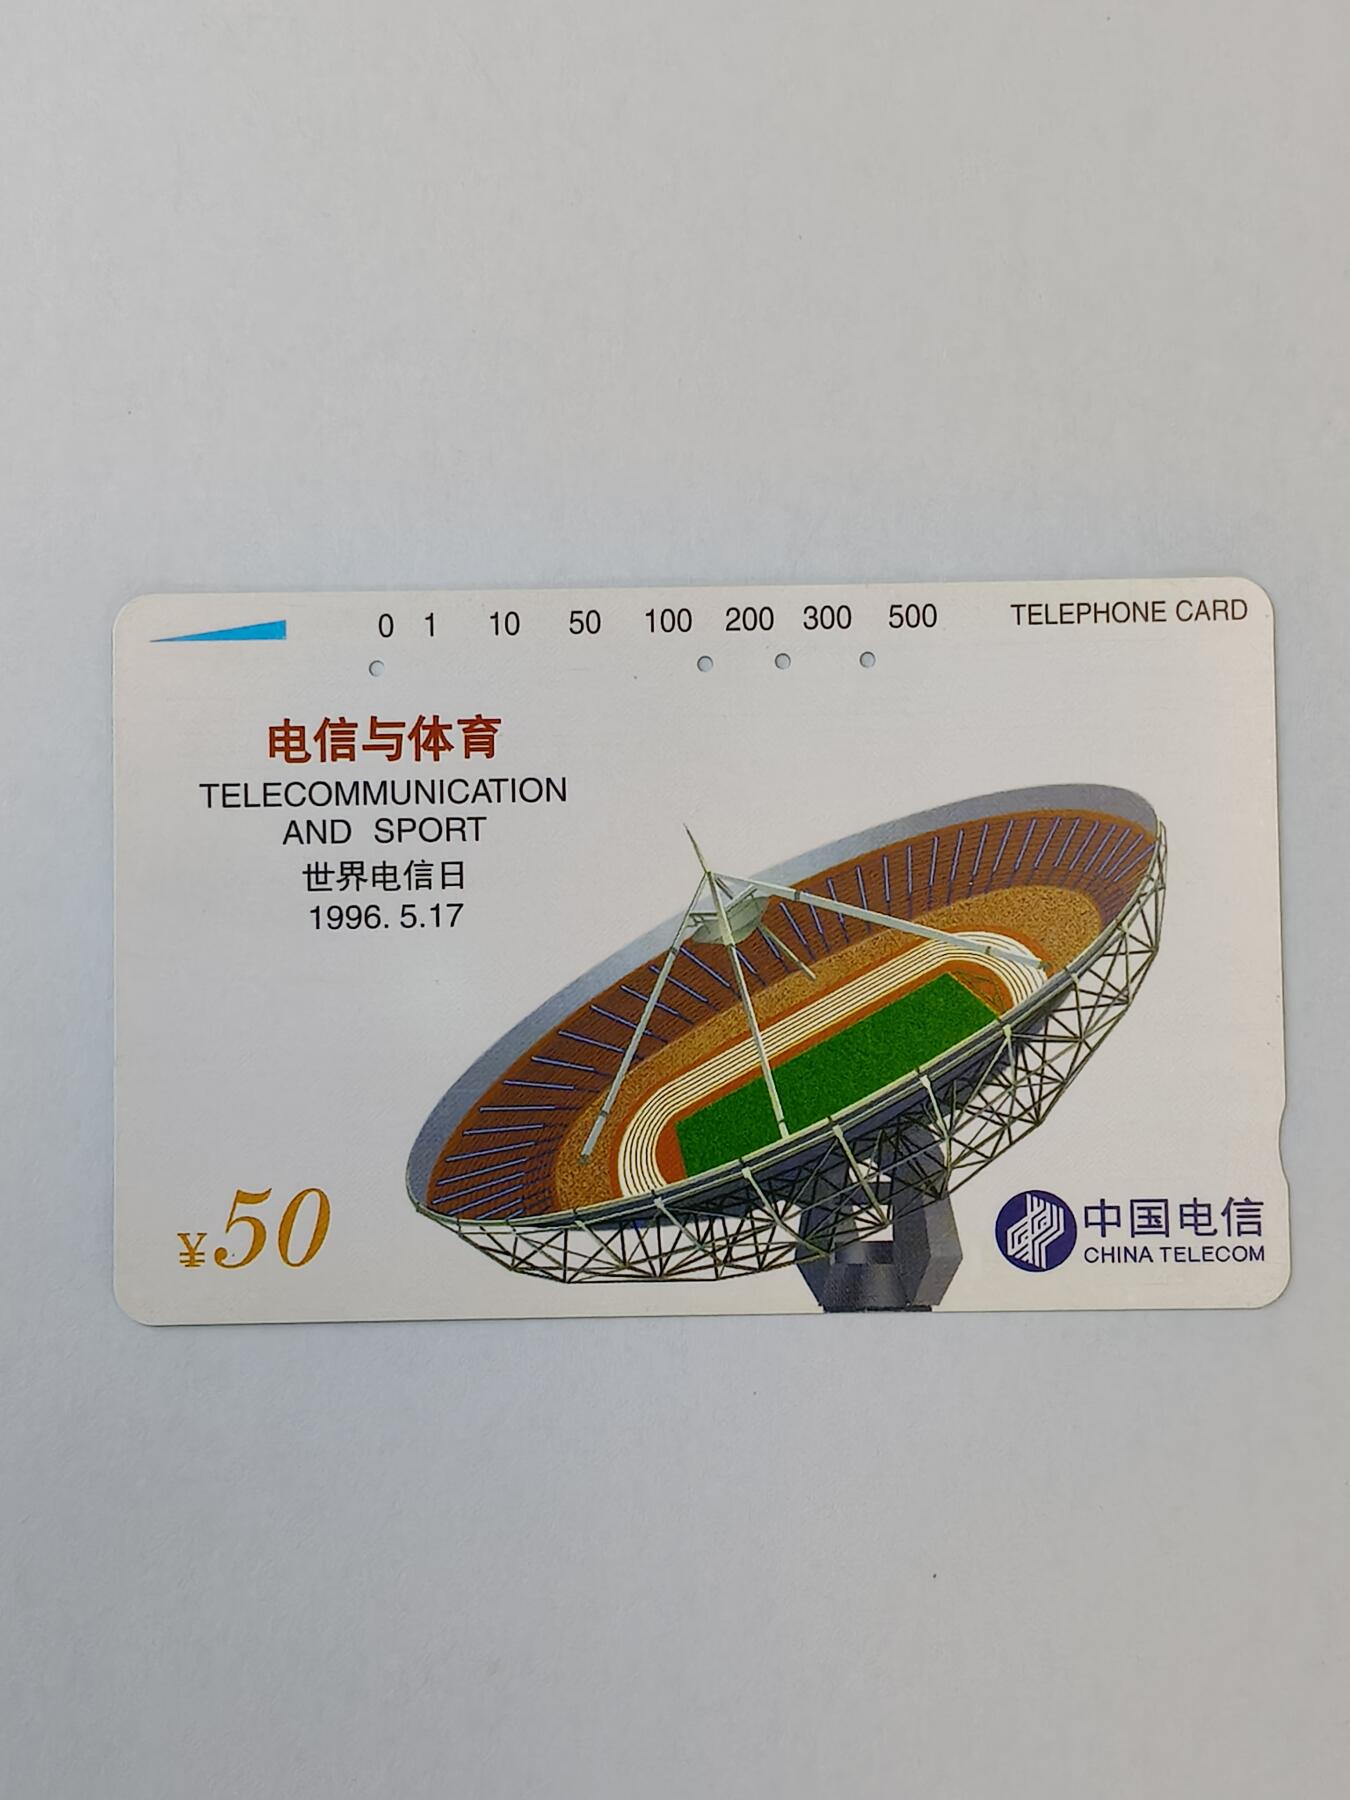 0 1 10 50 100 200 300 500 TELEPHONE CARD
电信与体育
TELECOMMUNICATION
AND SPORT
世界电信日
1996. 5.17
¥50
中国电信
CHINA TELECOM